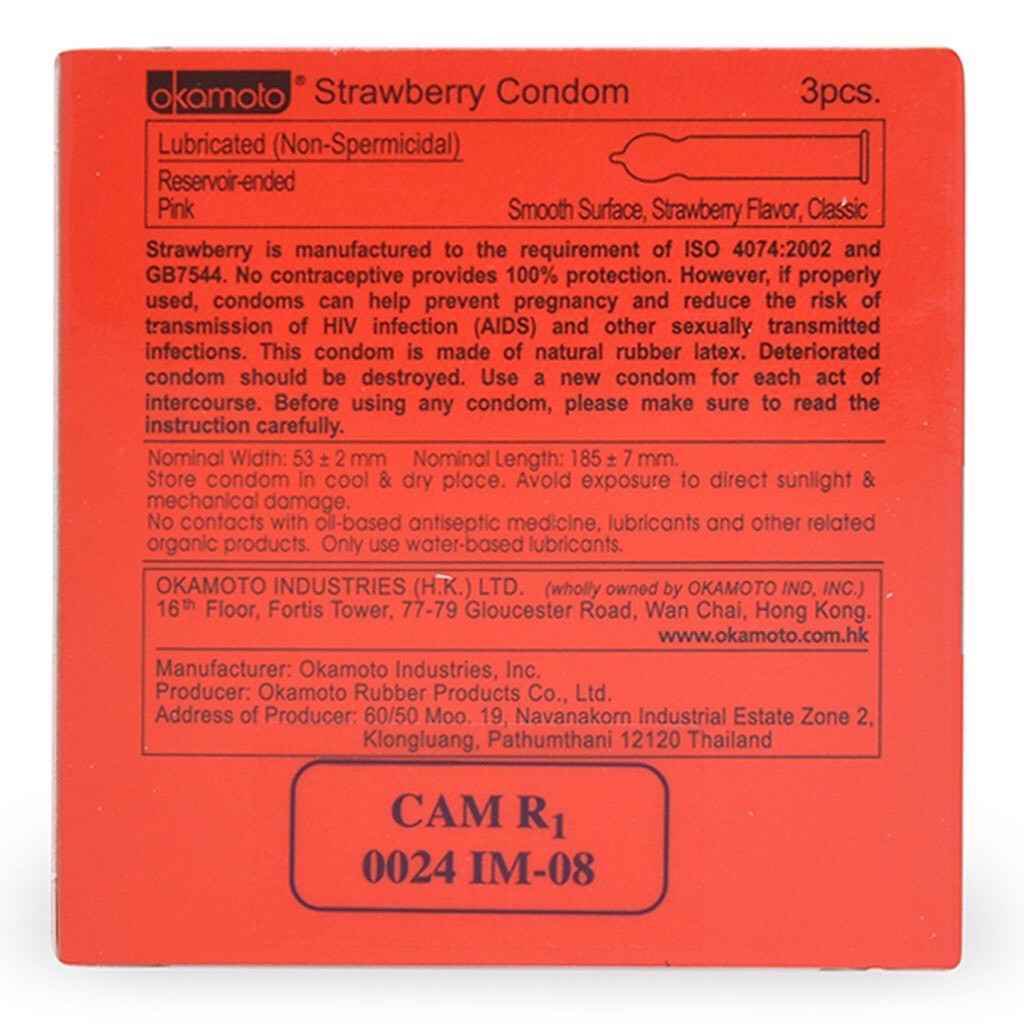 okamoto® Strawberry Condom 3pcs.
Lubricated (Non-Spermicidal)
Reservoir-ended
Pink Smooth Surface, Strawberry Flavor, Classic
Strawberry is manufactured to the requirement of ISO 4074:2002 and
GB7544. No contraceptive provides 100% protection. However, if properly
used, condoms can help prevent pregnancy and reduce the risk of
transmission of HIV infection (AIDS) and other sexually transmitted
infections. This condom is made of natural rubber latex. Deteriorated
condom should be destroyed. Use a new condom for each act of
intercourse. Before using any condom, please make sure to read the
instruction carefully.
Nominal Width: 53 ± 2 mm Nominal Length: 185 ± 7 mm.
Store condom in cool & dry place. Avoid exposure to direct sunlight &
mechanical damage.
No contacts with oil-based antiseptic medicine, lubricants and other related
organic products. Only use water-based lubricants.
OKAMOTO INDUSTRIES (H.K.) LTD. (wholly owned by OKAMOTO IND, INC.)
16th Floor, Fortis Tower, 77-79 Gloucester Road, Wan Chai, Hong Kong.
www.okamoto.com.hk
Manufacturer: Okamoto Industries, Inc.
Producer: Okamoto Rubber Products Co., Ltd.
Address of Producer: 60/50 Moo. 19, Navanakorn Industrial Estate Zone 2,
Klongluang, Pathumthani 12120 Thailand
CAM R1
0024 IM-08